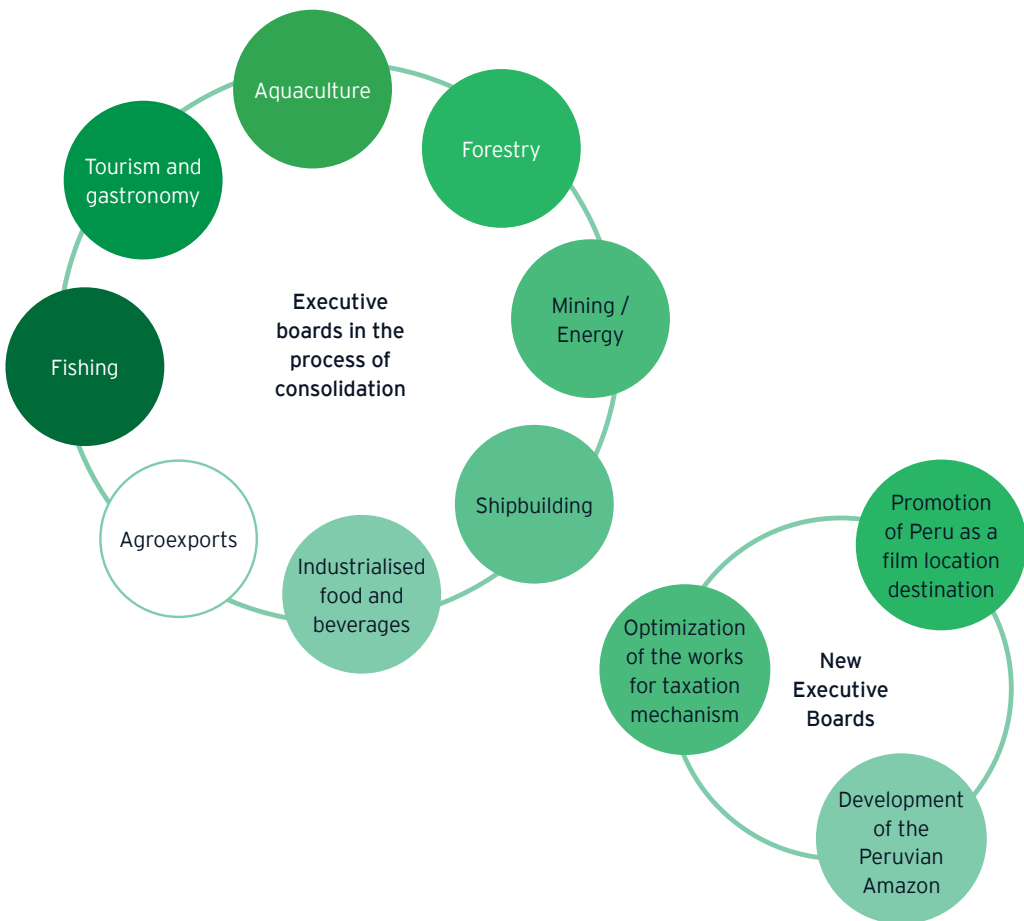 Aquaculture
Forestry
Tourism and
gastronomy
Mining /
Energy
Executive
boards in the
process of
consolidation
Fishing
Shipbuilding
Agroexports
Industrialised
food and
beverages
Promotion
of Peru as a
film location
destination
Optimization
of the works
for taxation
mechanism
New
Executive
Boards
Development
of the
Peruvian
Amazon